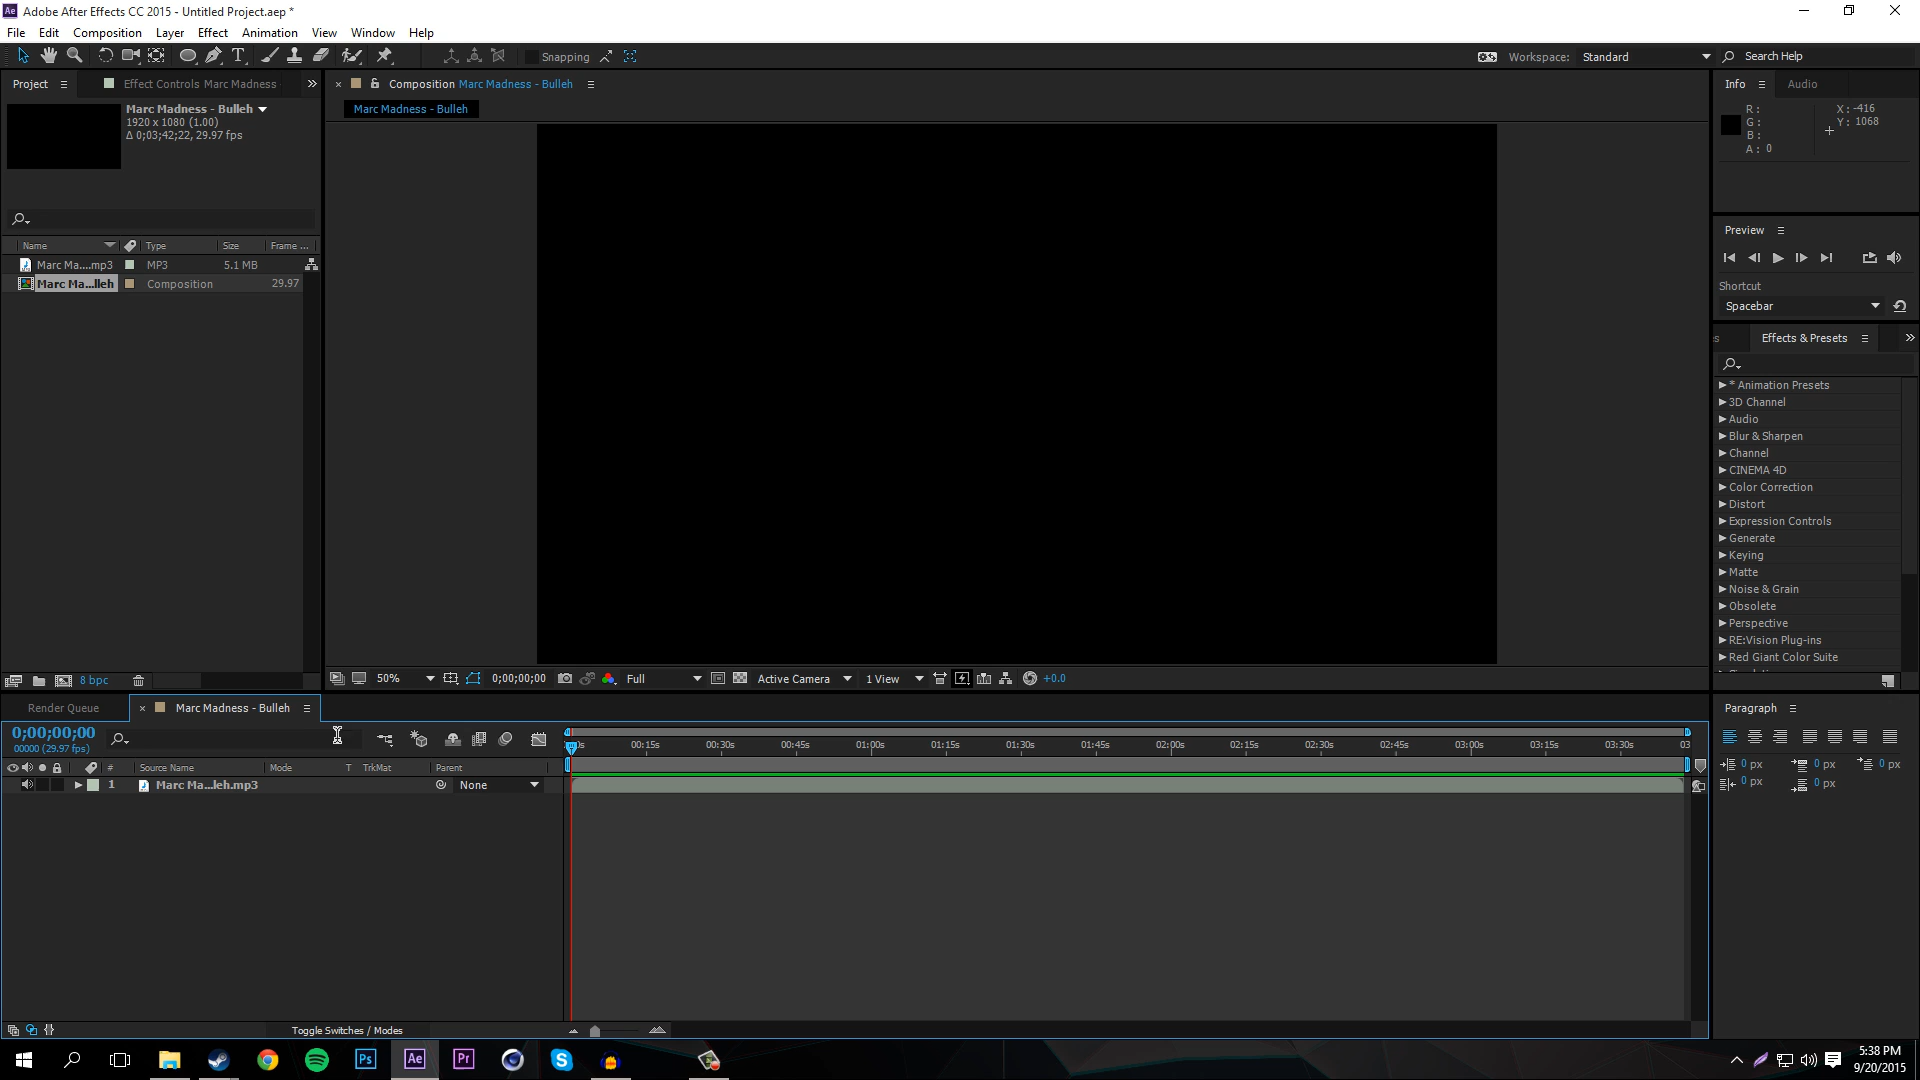 Adobe After Effects CC 2015 - Untitled Project.aep *
File Edit Composition Layer Effect Animation View Window Help
Snapping
Workspace: Standard
Search Help
Project
Effect Controls Marc Madness
Marc Madness - Bulleh
1920 x 1080 (1.00)
Δ 0;03;42;22, 29.97 fps
Name Type Size Frame ...
Marc Ma....mp3 MP3 5.1 MB
Marc Ma...lleh Composition 29.97
8 bpc
Composition Marc Madness - Bulleh
Marc Madness - Bulleh
50% 0;00;00;00 Full Active Camera 1 View +0.0
Info Audio
R: X: -416
G: Y: 1068
B:
A: 0
Preview
Shortcut
Spacebar
Effects & Presets
* Animation Presets
3D Channel
Audio
Blur & Sharpen
Channel
CINEMA 4D
Color Correction
Distort
Expression Controls
Generate
Keying
Matte
Noise & Grain
Obsolete
Perspective
RE:Vision Plug-ins
Red Giant Color Suite
Paragraph
0 px 0 px 0 px
0 px 0 px
Render Queue Marc Madness - Bulleh
0;00;00;00
00000 (29.97 fps)
00:15s 00:30s 00:45s 01:00s 01:15s 01:30s 01:45s 02:00s 02:15s 02:30s 02:45s 03:00s 03:15s 03:30s 03
# Source Name Mode T TrkMat Parent
1 Marc Ma...leh.mp3 None
Toggle Switches / Modes
Ps Ae Pr
5:38 PM
9/20/2015